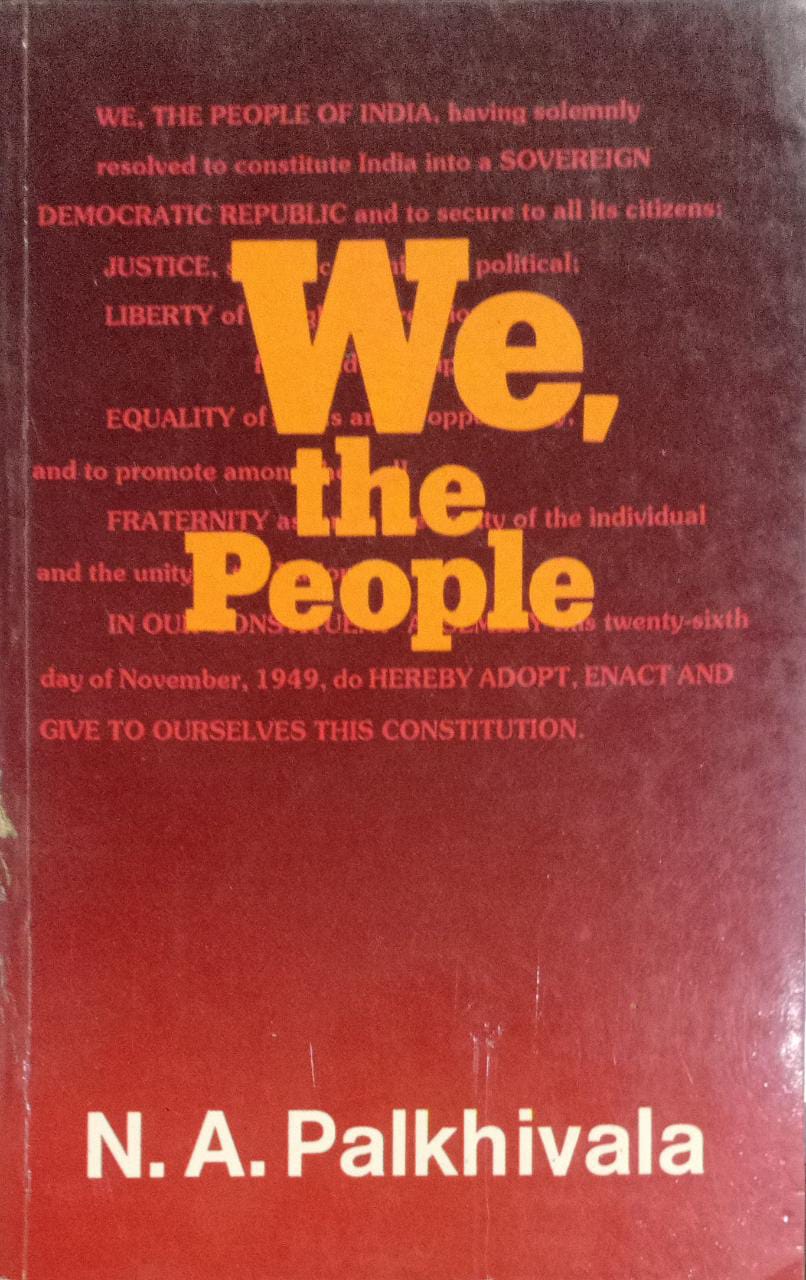 WE, THE PEOPLE OF INDIA, having solemnly
resolved to constitute India into a SOVEREIGN
DEMOCRATIC REPUBLIC and to secure to all its citizens:
JUSTICE, political;
LIBERTY of
EQUALITY of
and to promote among
FRATERNITY of the individual
and the unity
IN OUR twenty-sixth
day of November, 1949, do HEREBY ADOPT, ENACT AND
GIVE TO OURSELVES THIS CONSTITUTION.
We,
the
People
N. A. Palkhivala